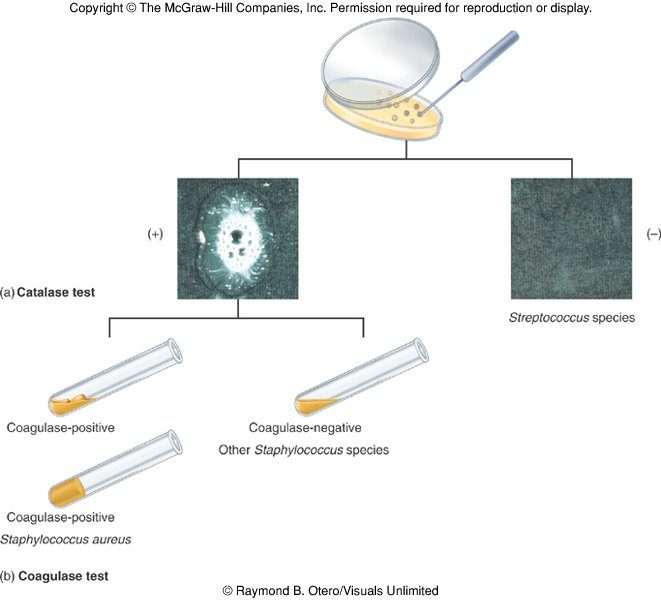 Copyright © The McGraw-Hill Companies, Inc. Permission required for reproduction or display.
(+)
(–)
(a) Catalase test
Streptococcus species
Coagulase-positive
Coagulase-negative
Other Staphylococcus species
Coagulase-positive
Staphylococcus aureus
(b) Coagulase test
© Raymond B. Otero/Visuals Unlimited